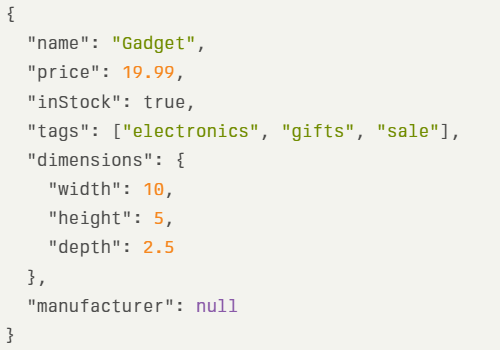 {
  "name": "Gadget",
  "price": 19.99,
  "inStock": true,
  "tags": ["electronics", "gifts", "sale"],
  "dimensions": {
    "width": 10,
    "height": 5,
    "depth": 2.5
  },
  "manufacturer": null
}